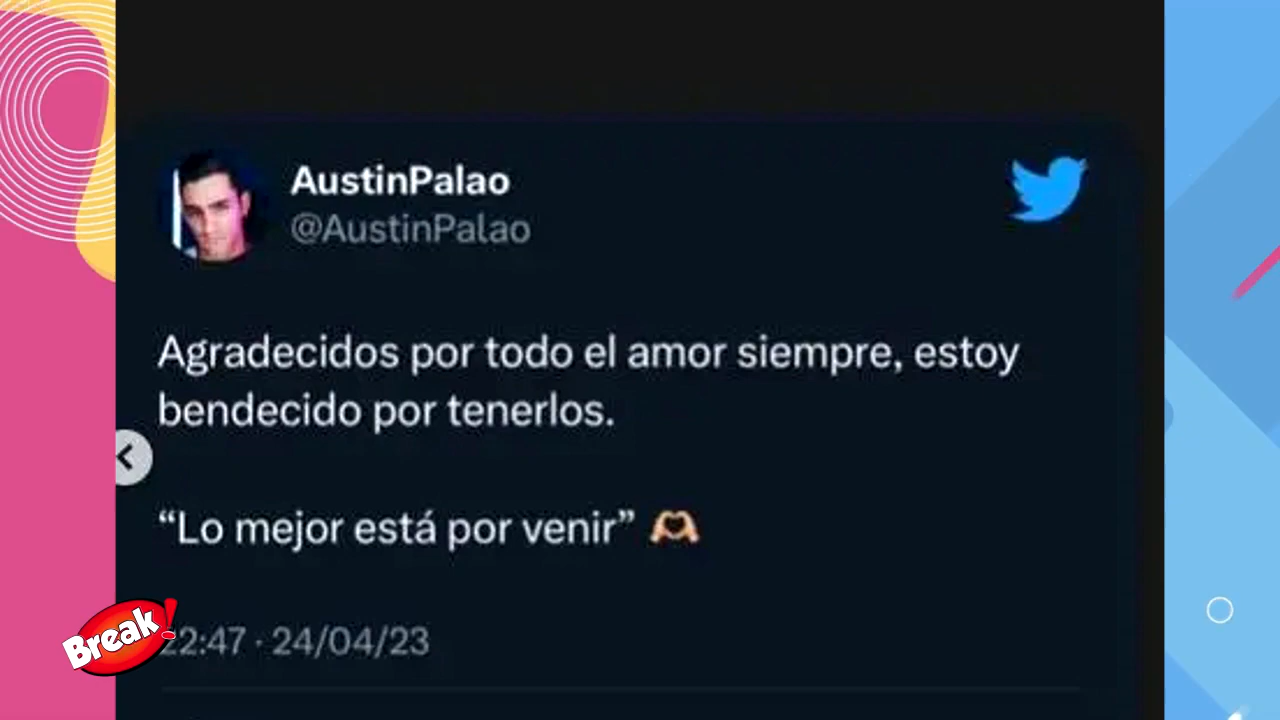 AustinPalao
@AustinPalao
Agradecidos por todo el amor siempre, estoy
bendecido por tenerlos.
“Lo mejor está por venir” 🫶🏼
22:47 · 24/04/23
Break!